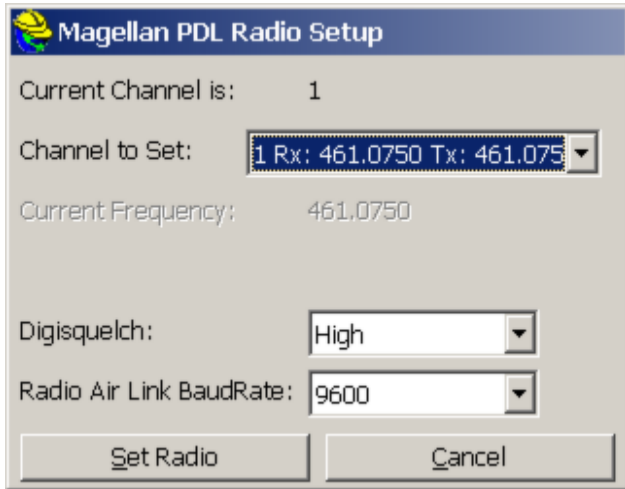 Magellan PDL Radio Setup
Current Channel is: 1
Channel to Set: 1 Rx: 461.0750 Tx: 461.075
Current Frequency: 461.0750
Digisquelch: High
Radio Air Link BaudRate: 9600
Set Radio Cancel